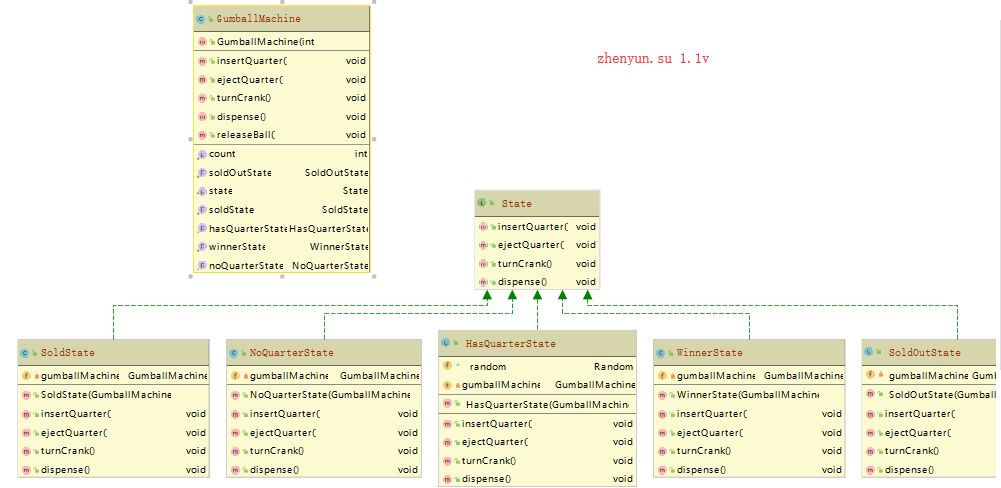 GumballMachine
GumballMachine(int
insertQuarter( void
ejectQuarter( void
turnCrank() void
dispense() void
releaseBall( void
count int
soldOutState SoldOutState
state State
soldState SoldState
hasQuarterState HasQuarterState
winnerState WinnerState
noQuarterState NoQuarterState
zhenyun.su 1.1v
State
insertQuarter( void
ejectQuarter( void
turnCrank() void
dispense() void
SoldState
gumballMachine GumballMachine
SoldState(GumballMachine
insertQuarter( void
ejectQuarter( void
turnCrank() void
dispense() void
NoQuarterState
gumballMachine GumballMachine
NoQuarterState(GumballMachine
insertQuarter( void
ejectQuarter( void
turnCrank() void
dispense() void
HasQuarterState
random Random
gumballMachine GumballMachine
HasQuarterState(GumballMachin
insertQuarter( void
ejectQuarter( void
turnCrank() void
dispense() void
WinnerState
gumballMachine GumballMachine
WinnerState(GumballMachine
insertQuarter( void
ejectQuarter( void
turnCrank() void
dispense() void
SoldOutState
gumballMachine Gum
SoldOutState(GumballM
insertQuarter(
ejectQuarter(
turnCrank()
dispense()